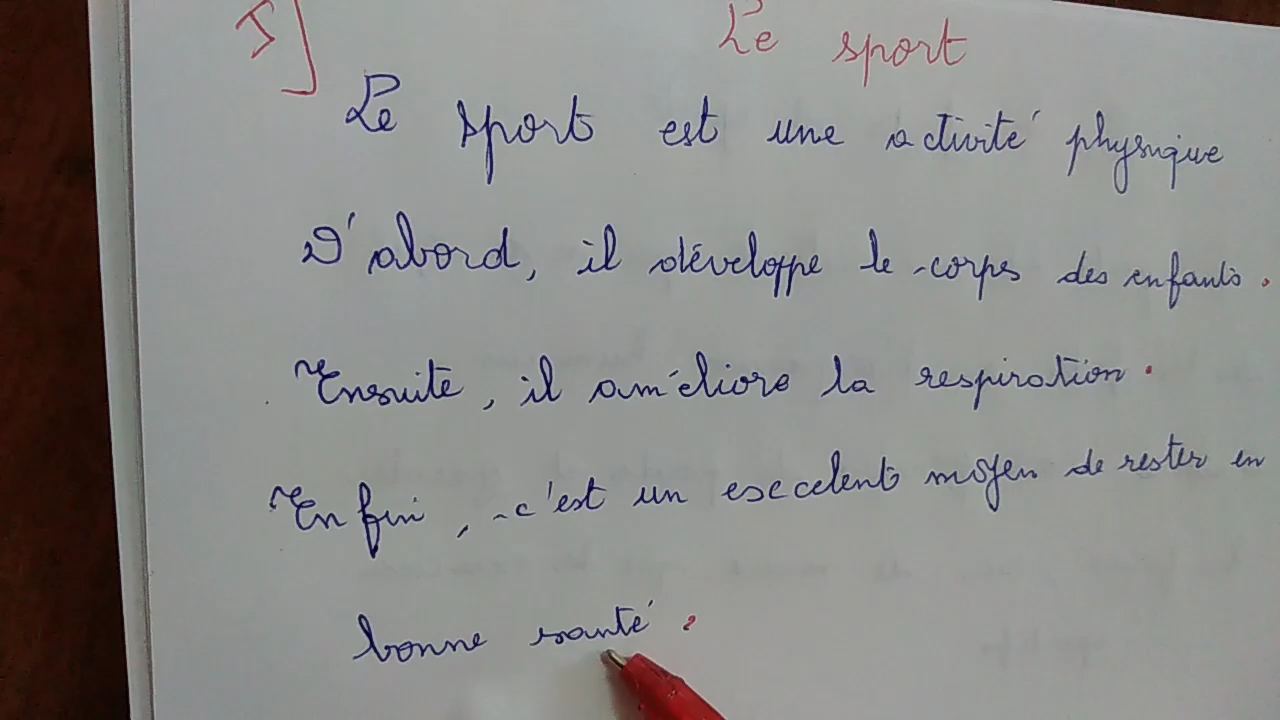 I] Le sport
Le sport est une activité physique
D'abord, il développe le corps des enfants.
Ensuite, il améliore la respiration.
Enfin, c'est un excelent moyen de rester en
bonne santé.